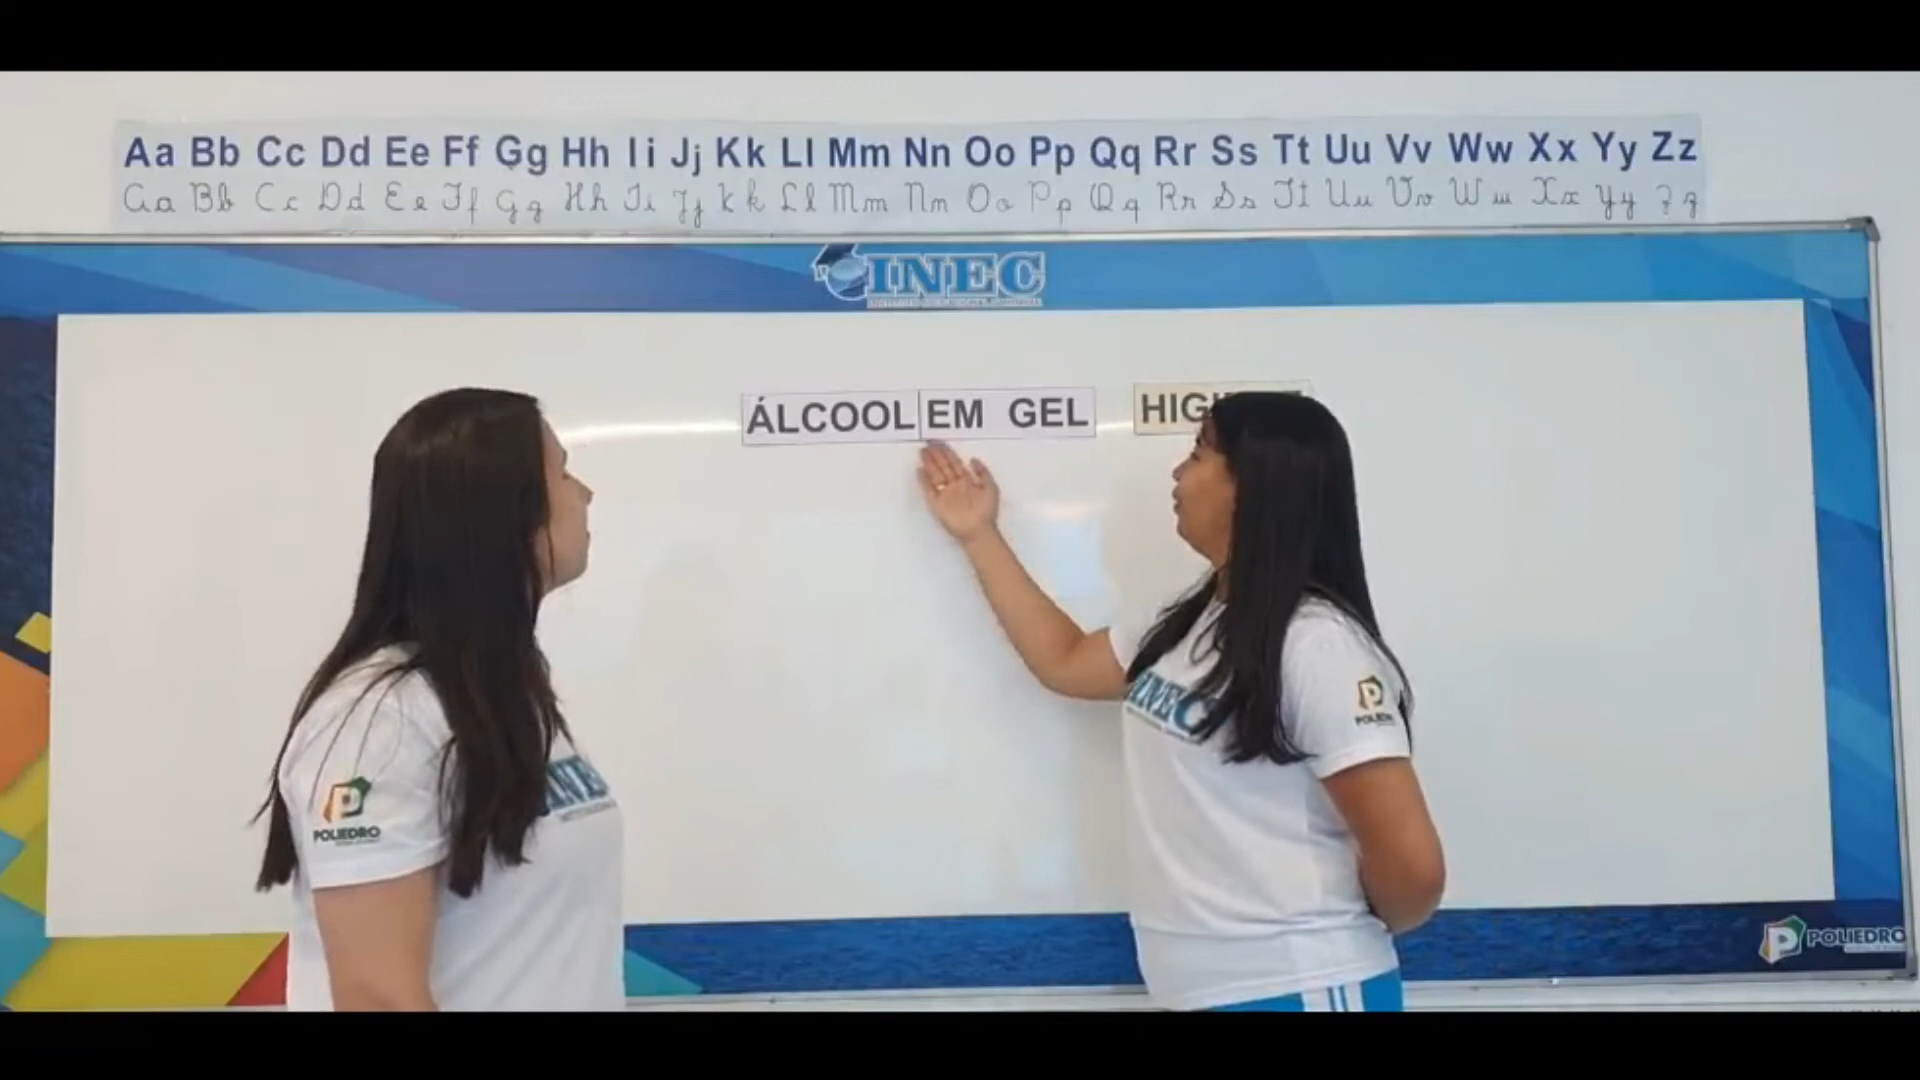 Aa Bb Cc Dd Ee Ff Gg Hh Ii Jj Kk Ll Mm Nn Oo Pp Qq Rr Ss Tt Uu Vv Ww Xx Yy Zz
Aa Bb Cc Dd Ee Ff Gg Hh Ii Jj Kk Ll Mm Nn Oo Pp Qq Rr Ss Tt Uu Vv Ww Xx Yy Zz
INEC
ÁLCOOL EM GEL
INEC
POLIEDRO
POLIEDRO